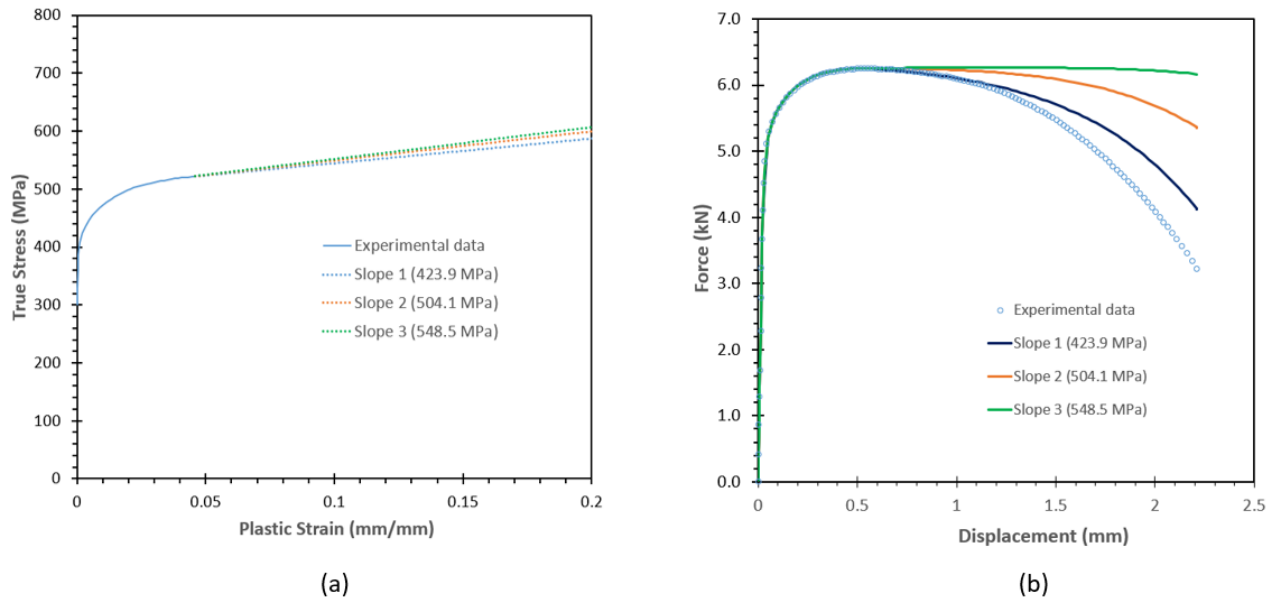 800
700
600
500
400
300
200
100
0
True Stress (MPa)
Experimental data
Slope 1 (423.9 MPa)
Slope 2 (504.1 MPa)
Slope 3 (548.5 MPa)
0
0.05
0.1
0.15
0.2
Plastic Strain (mm/mm)
(a)
7.0
6.0
5.0
4.0
3.0
2.0
1.0
0.0
Force (kN)
Experimental data
Slope 1 (423.9 MPa)
Slope 2 (504.1 MPa)
Slope 3 (548.5 MPa)
0
0.5
1
1.5
2
2.5
Displacement (mm)
(b)